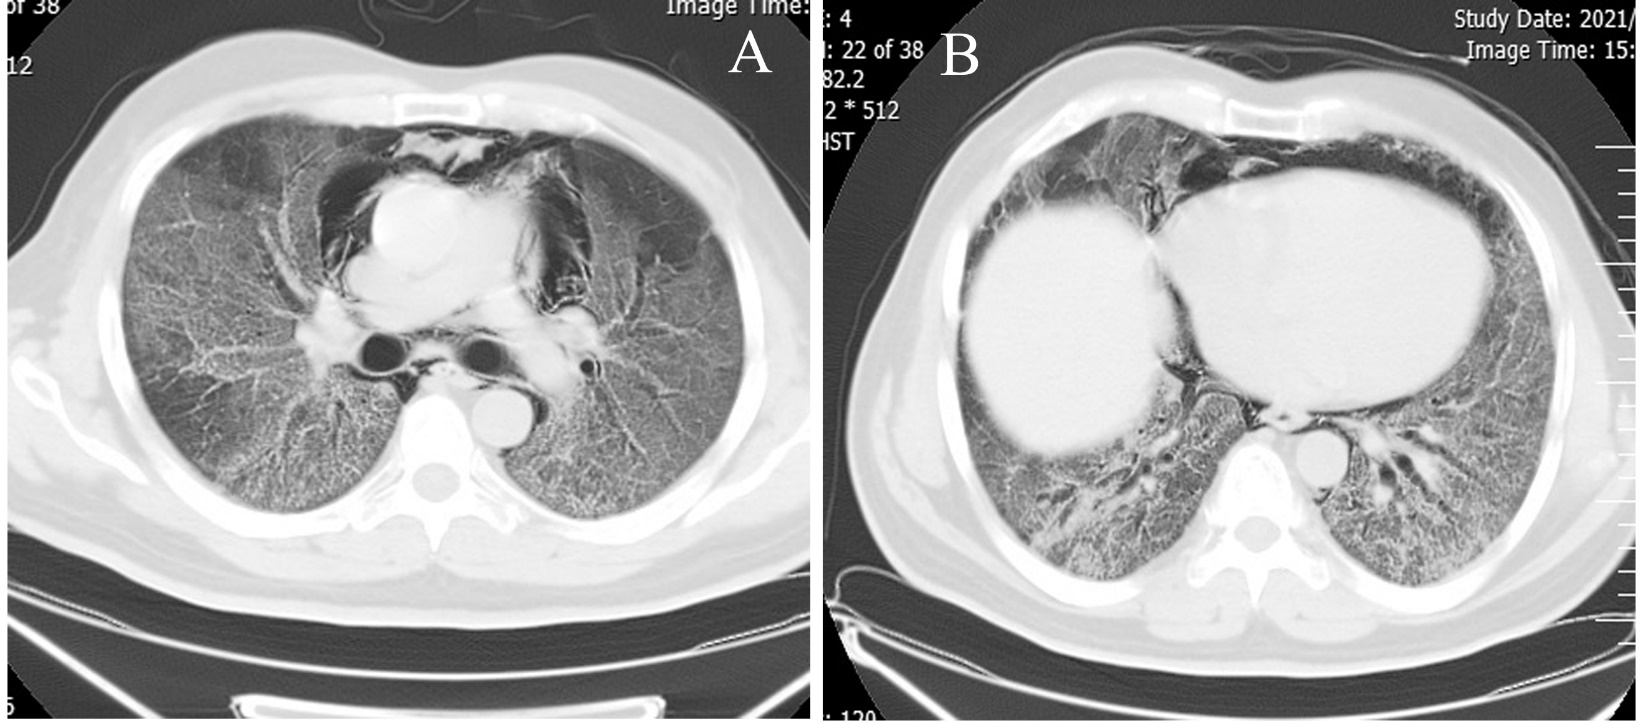 of 38
Image Time:
12
A
: 4
: 22 of 38
82.2
2 * 512
HST
B
Study Date: 2021/
Image Time: 15:
: 120